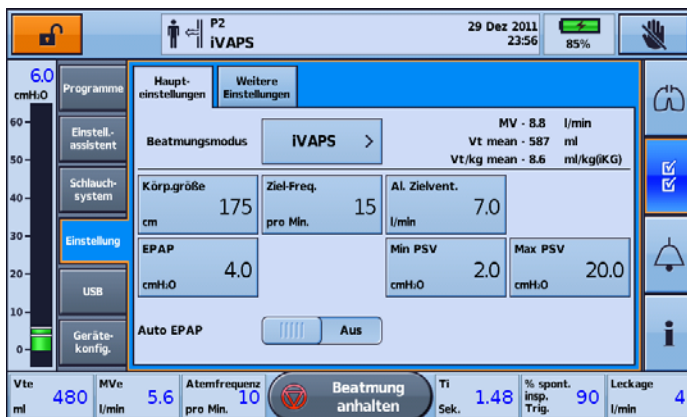 P2
iVAPS
29 Dez 2011
23:56
85%
6.0
cmH₂O
60
50
40
30
20
10
0
Programme
Einstell.-
assistent
Schlauch-
system
Einstellung
USB
Geräte-
konfig.
Haupt-
einstellungen
Weitere
Einstellungen
Beatmungsmodus
iVAPS >
MV - 8.8 l/min
Vt mean - 587 ml
Vt/kg mean - 8.6 ml/kg(iKG)
Körp.größe
175
cm
Ziel-Freq.
15
pro Min.
Al. Zielvent.
7.0
l/min
EPAP
4.0
cmH₂O
Min PSV
2.0
cmH₂O
Max PSV
20.0
cmH₂O
Auto EPAP
Aus
Vte
480
ml
MVe
5.6
l/min
Atemfrequenz
10
pro Min.
Beatmung
anhalten
Ti
1.48
Sek.
% spont.
insp.
Trig.
90
Leckage
4
l/min